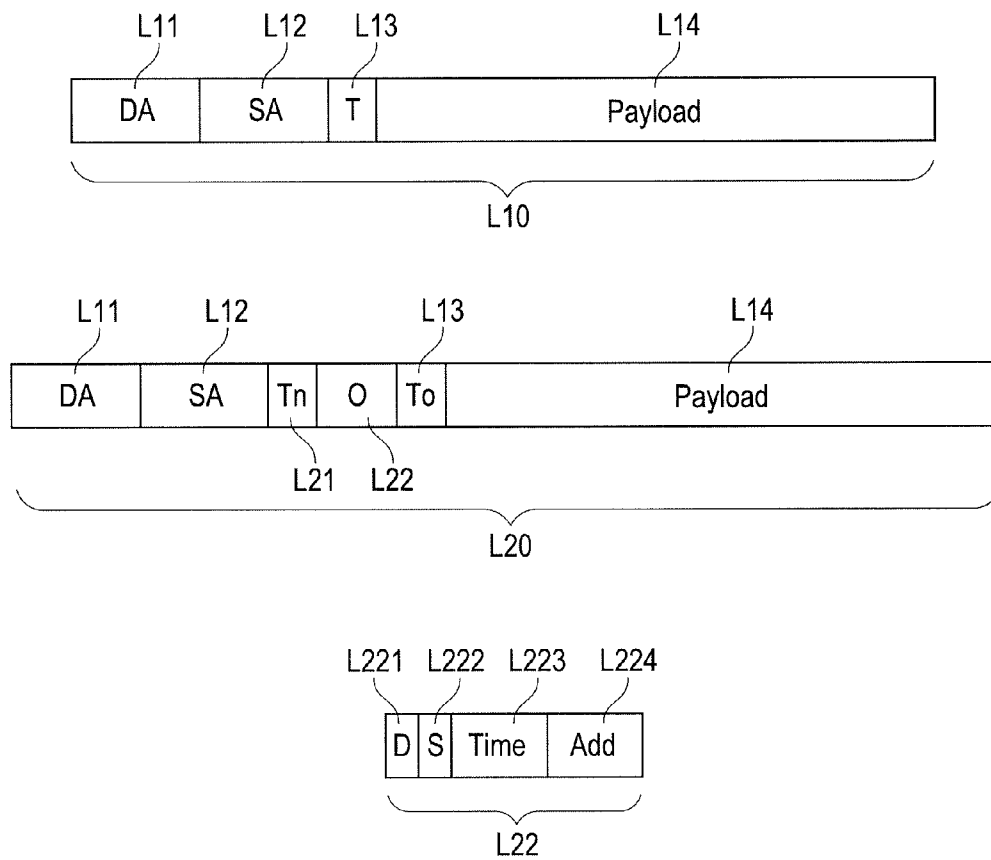 L11 L12 L13 L14
DA SA T Payload
L10
L11 L12 L13 L14
DA SA Tn O To Payload
L21 L22
L20
L221 L222 L223 L224
D S Time Add
L22